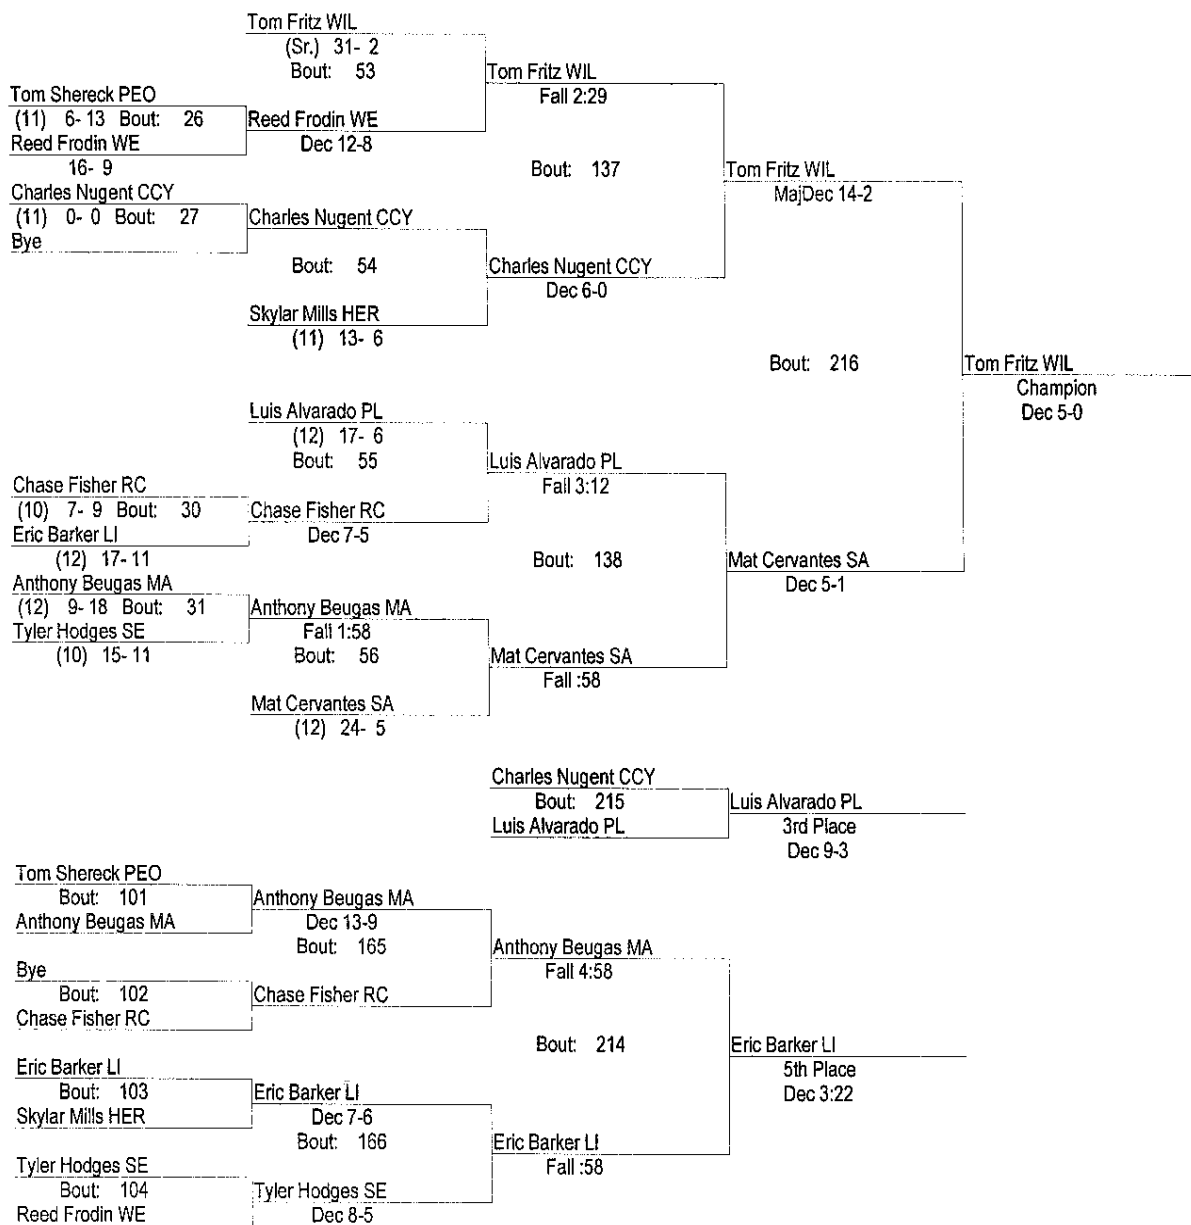 Tom Fritz WIL
(Sr.) 31- 2
Bout: 53
Tom Fritz WIL
Fall 2:29
Tom Shereck PEO
(11) 6- 13 Bout: 26
Reed Frodin WE
Reed Frodin WE
Dec 12-8
16- 9
Bout: 137
Tom Fritz WIL
MajDec 14-2
Charles Nugent CCY
(11) 0- 0 Bout: 27
Bye
Charles Nugent CCY
Bout: 54
Charles Nugent CCY
Dec 6-0
Skylar Mills HER
(11) 13- 6
Bout: 216
Tom Fritz WIL
Champion
Dec 5-0
Luis Alvarado PL
(12) 17- 6
Bout: 55
Luis Alvarado PL
Fall 3:12
Chase Fisher RC
(10) 7- 9 Bout: 30
Chase Fisher RC
Dec 7-5
Eric Barker LI
(12) 17- 11
Bout: 138
Mat Cervantes SA
Dec 5-1
Anthony Beugas MA
(12) 9- 18 Bout: 31
Anthony Beugas MA
Fall 1:58
Tyler Hodges SE
(10) 15- 11
Bout: 56
Mat Cervantes SA
Fall :58
Mat Cervantes SA
(12) 24- 5
Charles Nugent CCY
Bout: 215
Luis Alvarado PL
Luis Alvarado PL
3rd Place
Dec 9-3
Tom Shereck PEO
Bout: 101
Anthony Beugas MA
Anthony Beugas MA
Dec 13-9
Bout: 165
Anthony Beugas MA
Fall 4:58
Bye
Bout: 102
Chase Fisher RC
Chase Fisher RC
Bout: 214
Eric Barker LI
5th Place
Dec 3:22
Eric Barker LI
Bout: 103
Skylar Mills HER
Eric Barker LI
Dec 7-6
Bout: 166
Eric Barker LI
Fall :58
Tyler Hodges SE
Bout: 104
Reed Frodin WE
Tyler Hodges SE
Dec 8-5